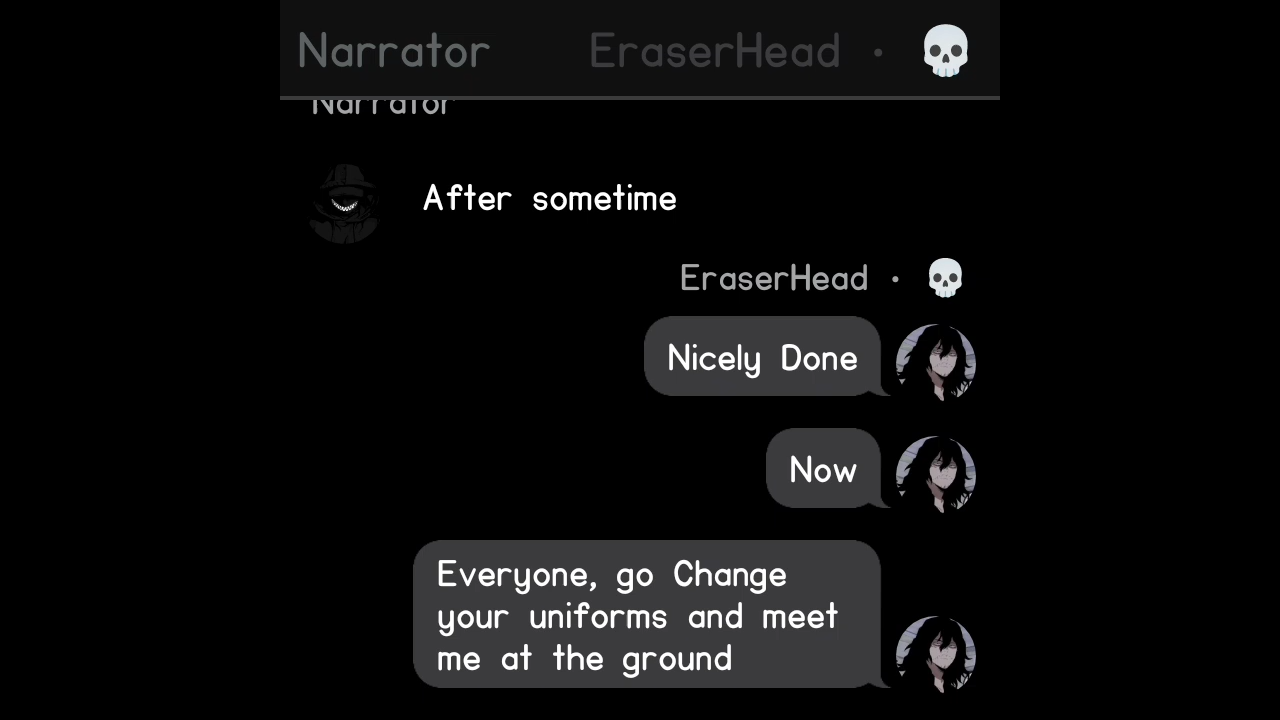 Narrator
EraserHead · 💀
Narrator
After sometime
EraserHead · 💀
Nicely Done
Now
Everyone, go Change
your uniforms and meet
me at the ground